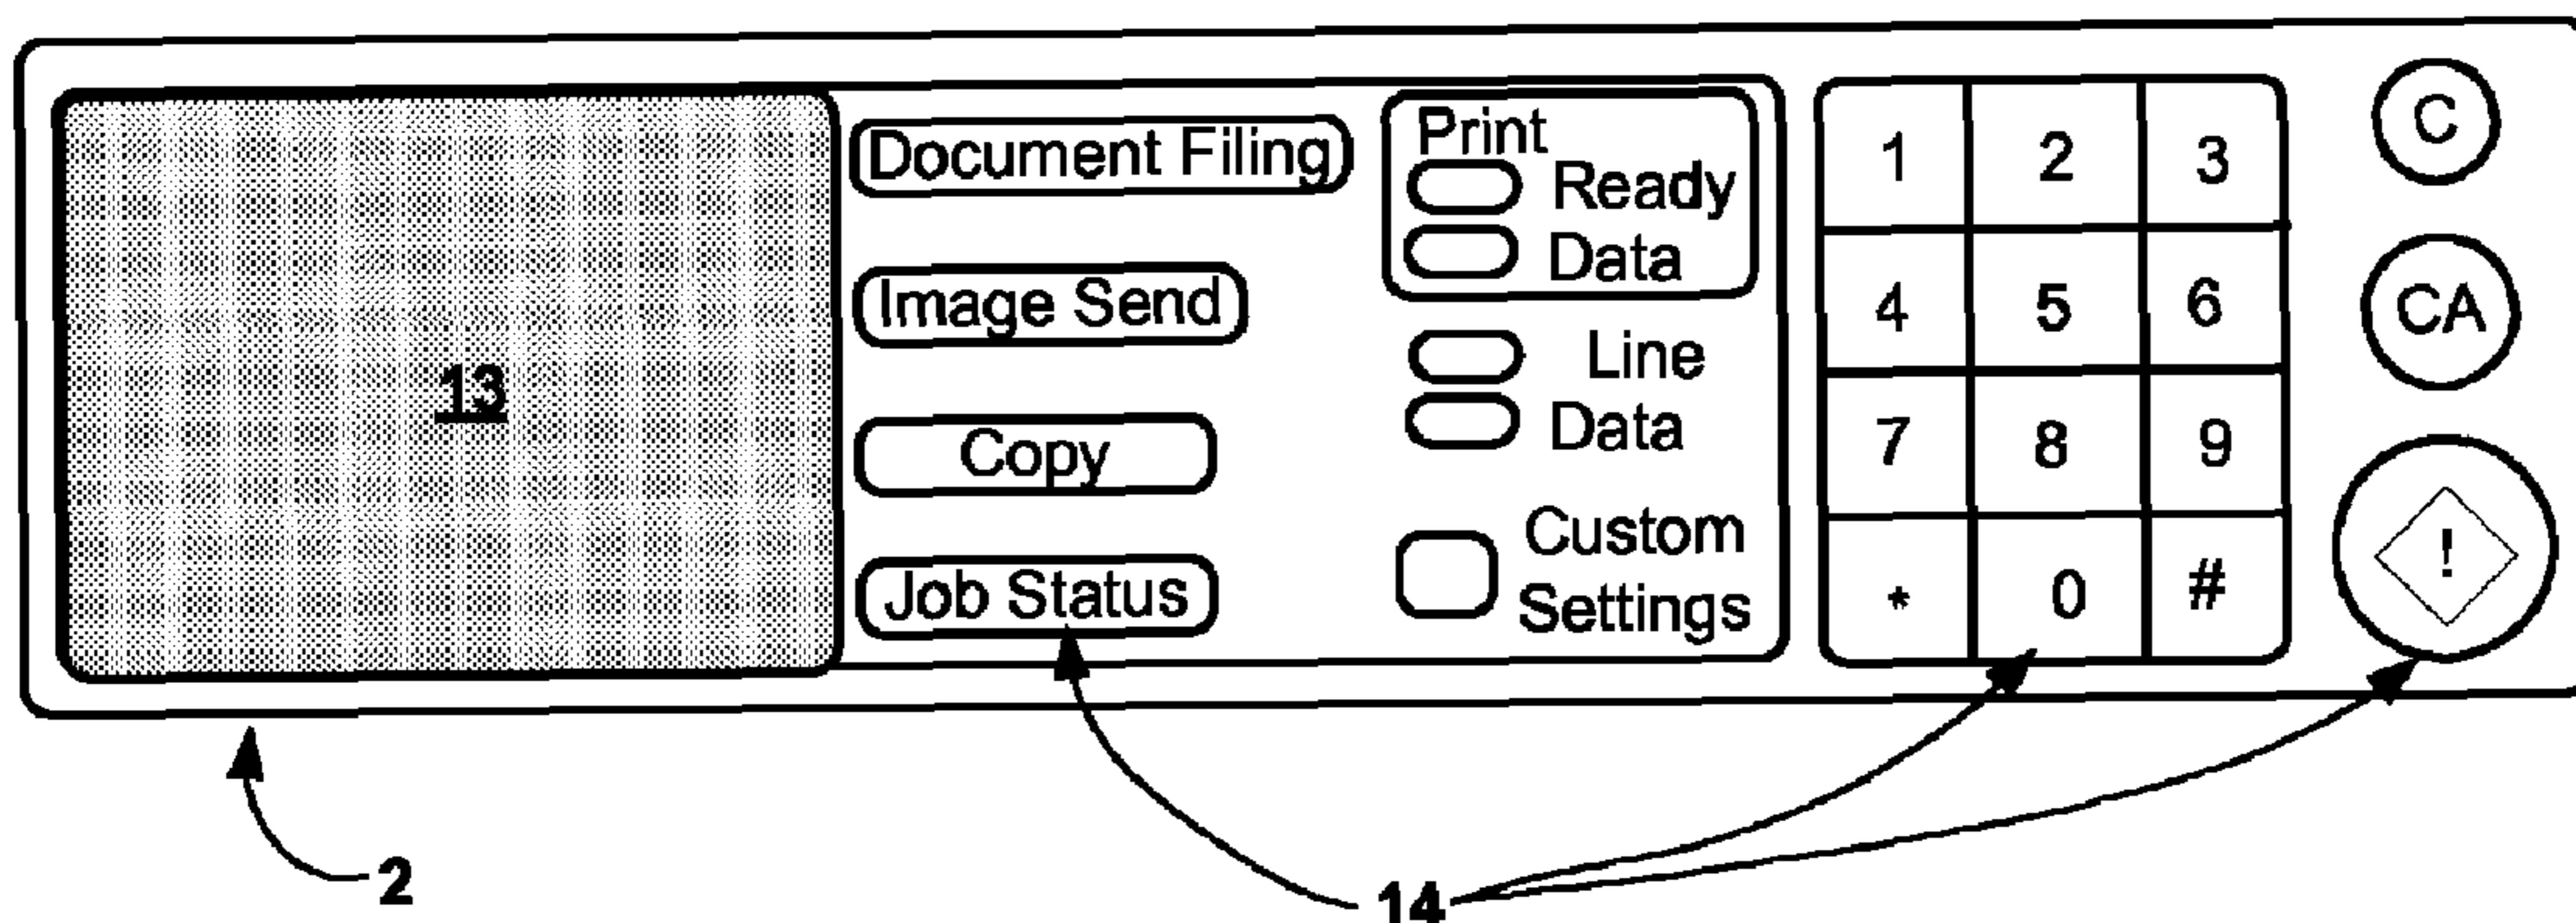 13
Document Filing
Image Send
Copy
Job Status
Print
Ready
Data
Line
Data
Custom
Settings
1 2 3
4 5 6
7 8 9
* 0 #
C
CA
!
2
14